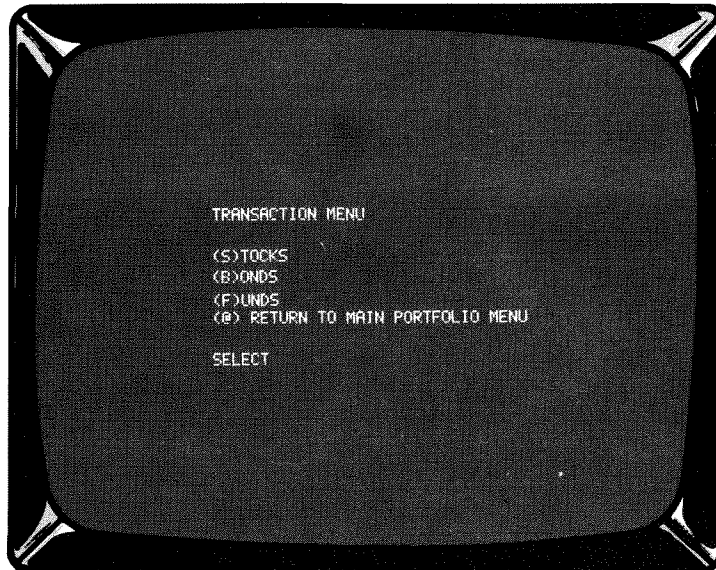 TRANSACTION MENU
(S)TOCKS
(B)ONDS
(F)UNDS
(@) RETURN TO MAIN PORTFOLIO MENU
SELECT